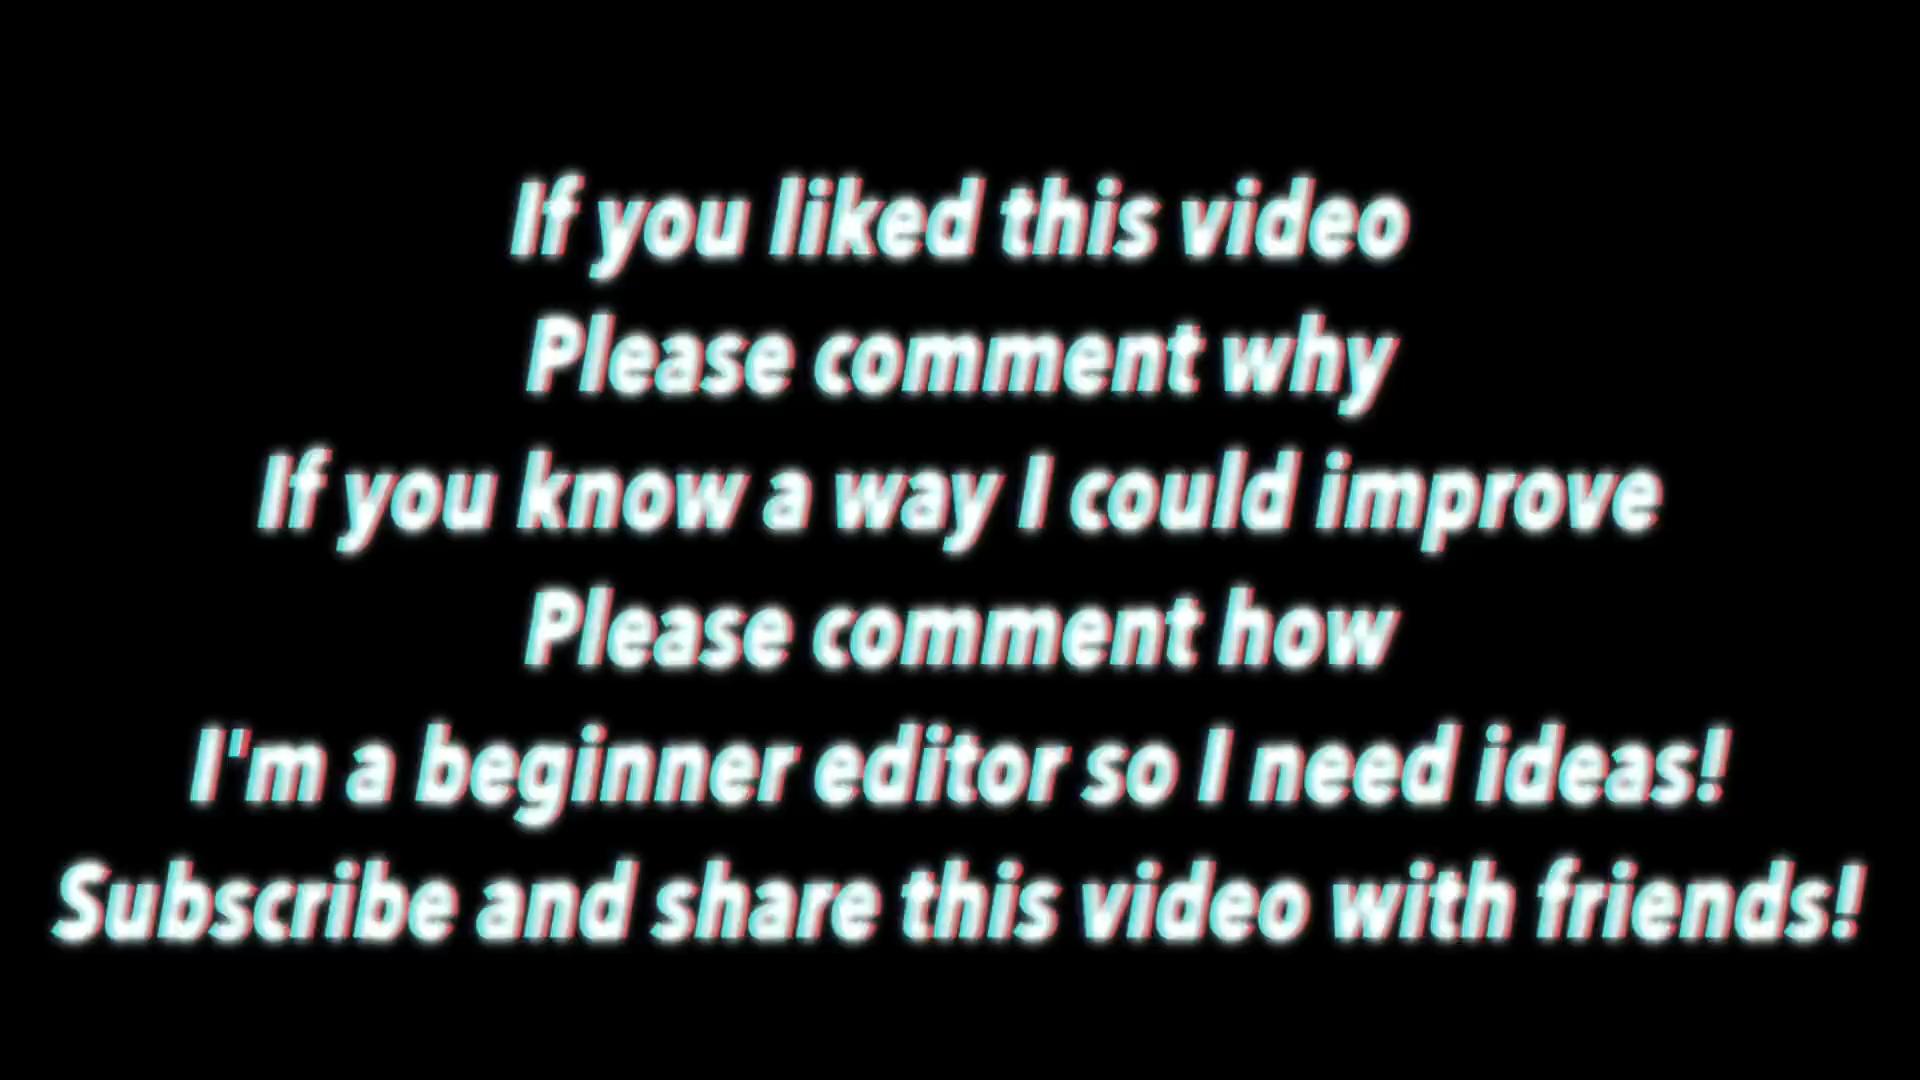 If you liked this video
Please comment why
If you know a way I could improve
Please comment how
I'm a beginner editor so I need ideas!
Subscribe and share this video with friends!